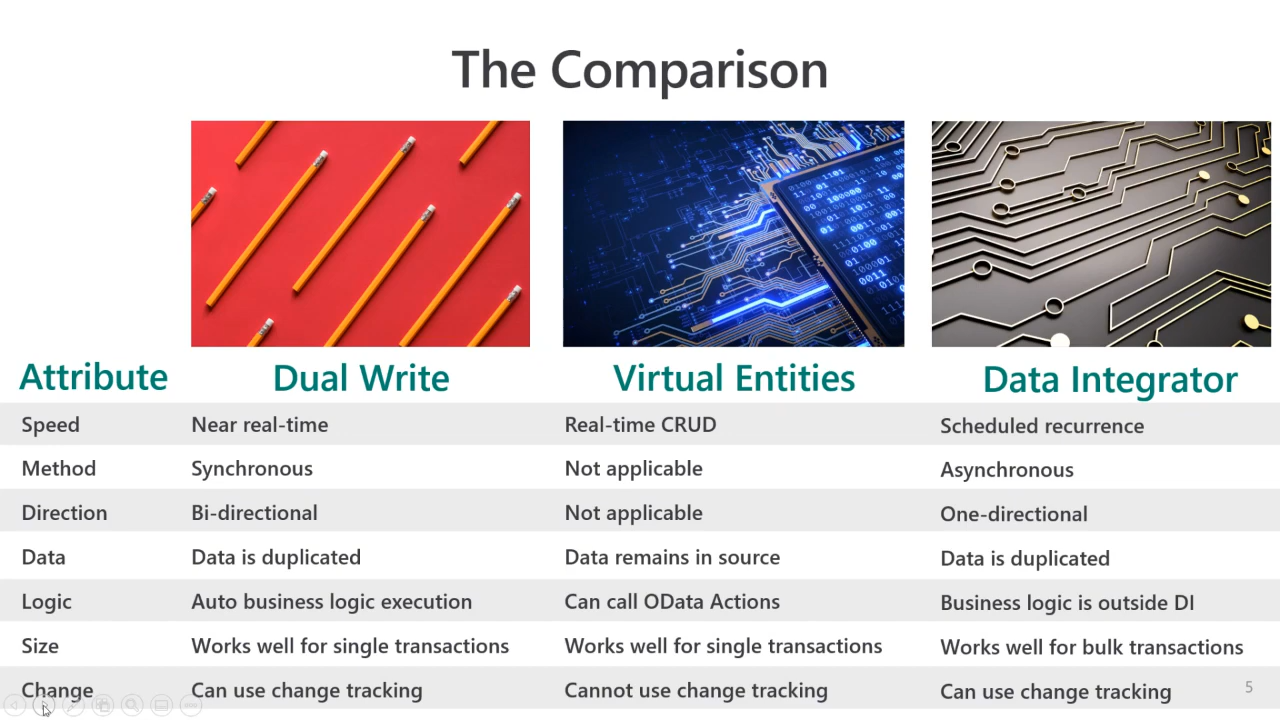 The Comparison
Attribute Dual Write Virtual Entities Data Integrator
Speed Near real-time Real-time CRUD Scheduled recurrence
Method Synchronous Not applicable Asynchronous
Direction Bi-directional Not applicable One-directional
Data Data is duplicated Data remains in source Data is duplicated
Logic Auto business logic execution Can call OData Actions Business logic is outside DI
Size Works well for single transactions Works well for single transactions Works well for bulk transactions
Change Can use change tracking Cannot use change tracking Can use change tracking
5